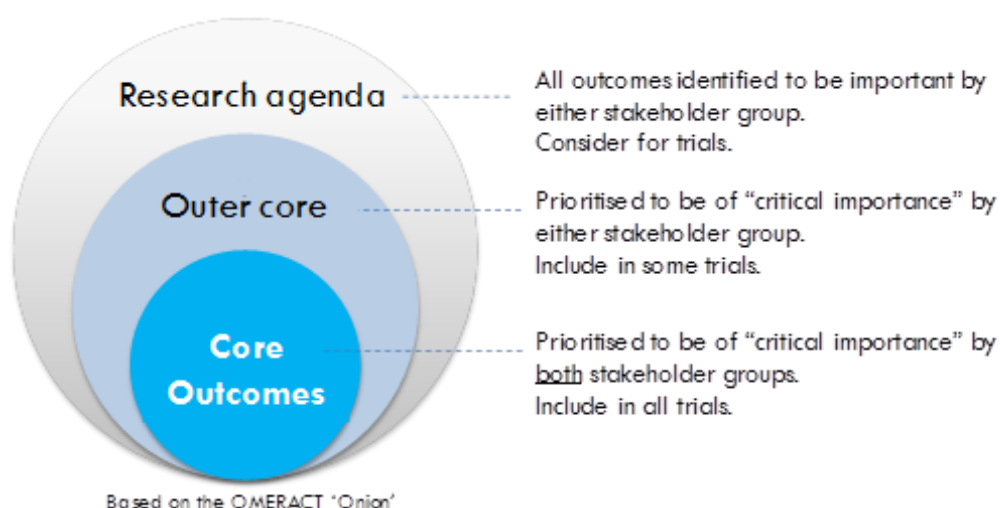 Research agenda
All outcomes identified to be important by
either stakeholder group.
Consider for trials.
Outer core
Prioritised to be of “critical importance” by
either stakeholder group.
Include in some trials.
Core
Outcomes
Prioritised to be of “critical importance” by
both stakeholder groups.
Include in all trials.
Based on the OMERACT ‘Onion’